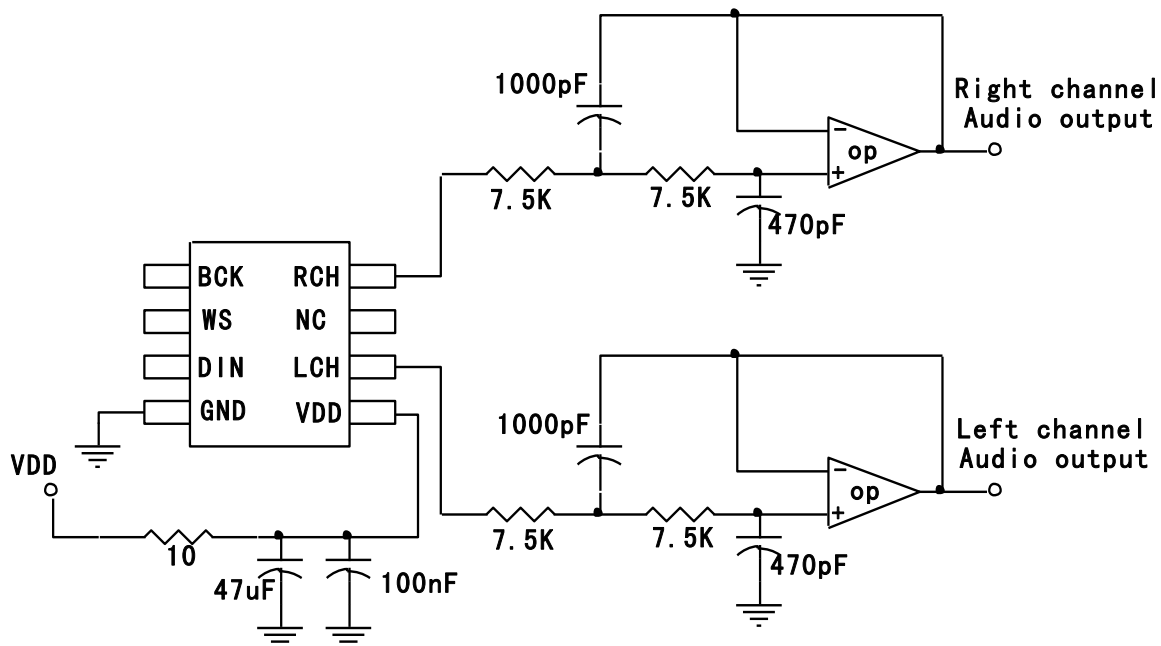 1000pF
Right channel
Audio output
-
op
+
7.5K
7.5K
470pF
BCK
RCH
WS
NC
DIN
LCH
GND
VDD
1000pF
Left channel
Audio output
-
op
+
7.5K
7.5K
470pF
VDD
10
47uF
100nF